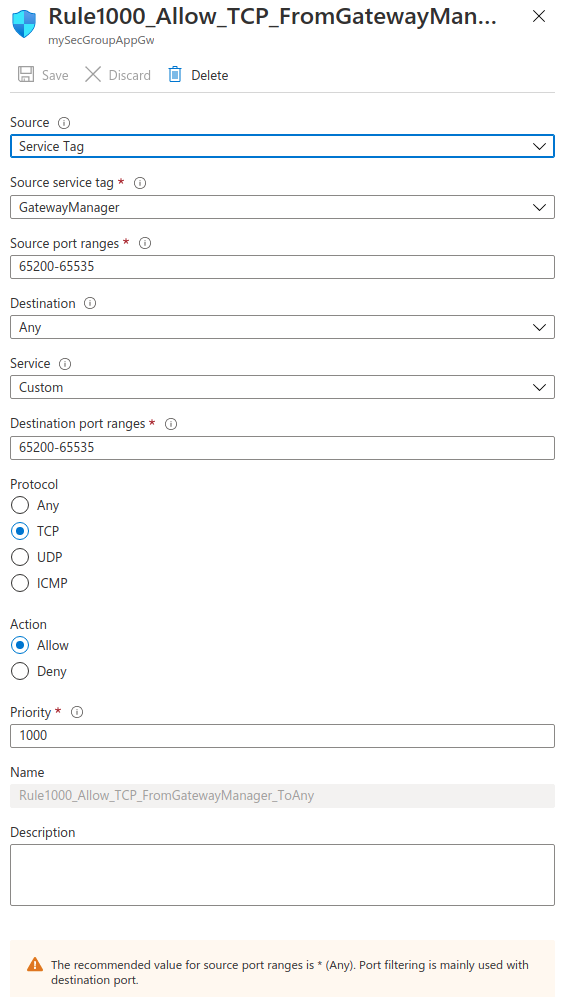 Rule1000_Allow_TCP_FromGatewayMan...
mySecGroupAppGw
Save Discard Delete
Source
Service Tag
Source service tag *
GatewayManager
Source port ranges *
65200-65535
Destination
Any
Service
Custom
Destination port ranges *
65200-65535
Protocol
Any
TCP
UDP
ICMP
Action
Allow
Deny
Priority *
1000
Name
Rule1000_Allow_TCP_FromGatewayManager_ToAny
Description
The recommended value for source port ranges is * (Any). Port filtering is mainly used with
destination port.